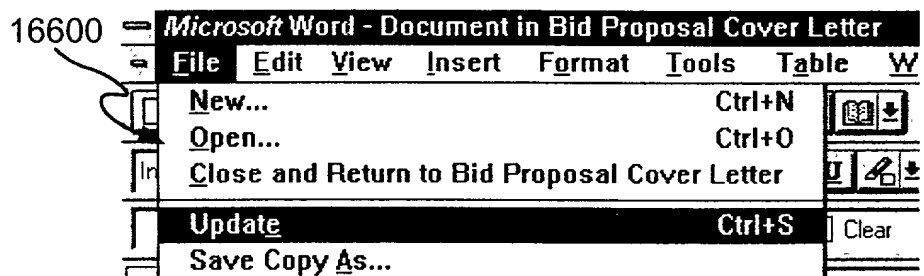 16600
Microsoft Word - Document in Bid Proposal Cover Letter
File Edit View Insert Format Tools Table W
New... Ctrl+N
Open... Ctrl+O
In
Close and Return to Bid Proposal Cover Letter U
Update Ctrl+S Clear
Save Copy As...